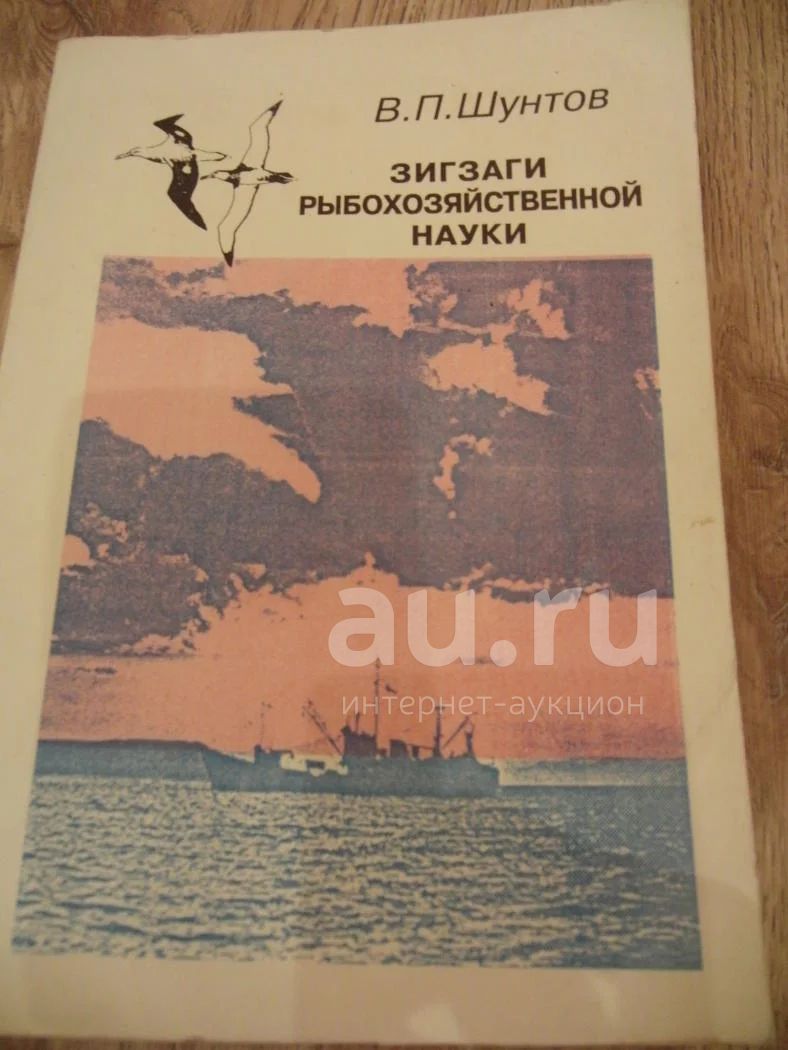 В.П.Шунтов
ЗИГЗАГИ
РЫБОХОЗЯЙСТВЕННОЙ
НАУКИ
au.ru
интернет-аукцион